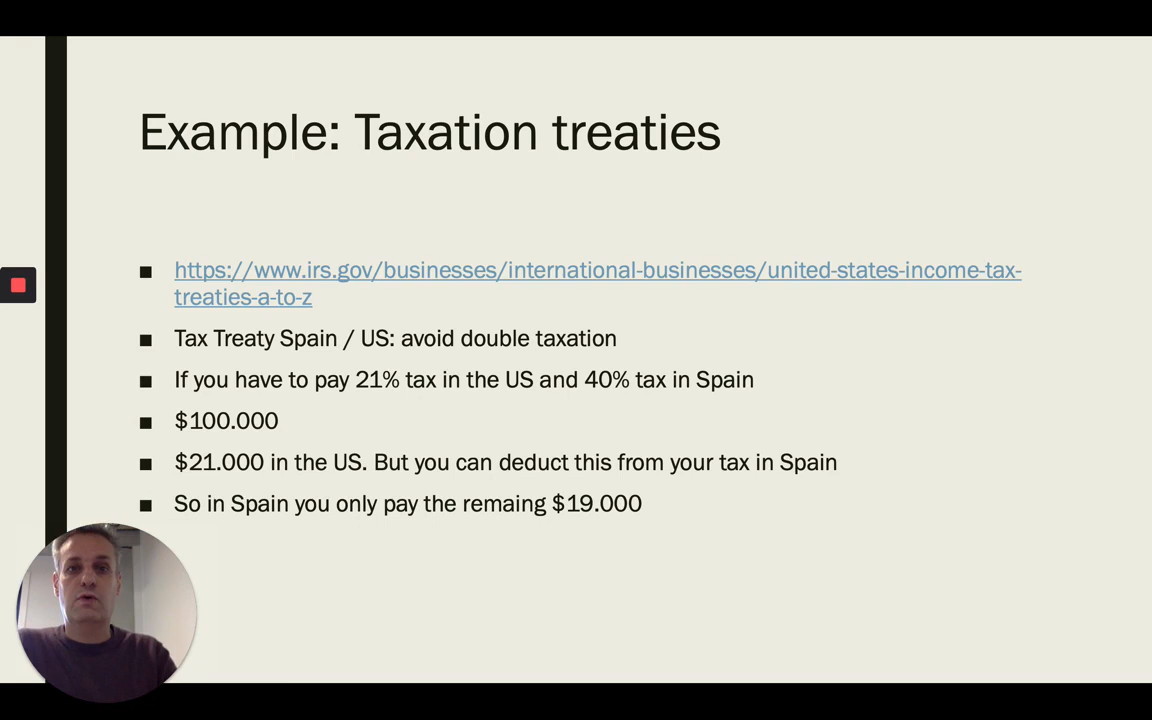 Example: Taxation treaties
https://www.irs.gov/businesses/international-businesses/united-states-income-tax-
treaties-a-to-z
Tax Treaty Spain / US: avoid double taxation
If you have to pay 21% tax in the US and 40% tax in Spain
$100.000
$21.000 in the US. But you can deduct this from your tax in Spain
So in Spain you only pay the remaing $19.000